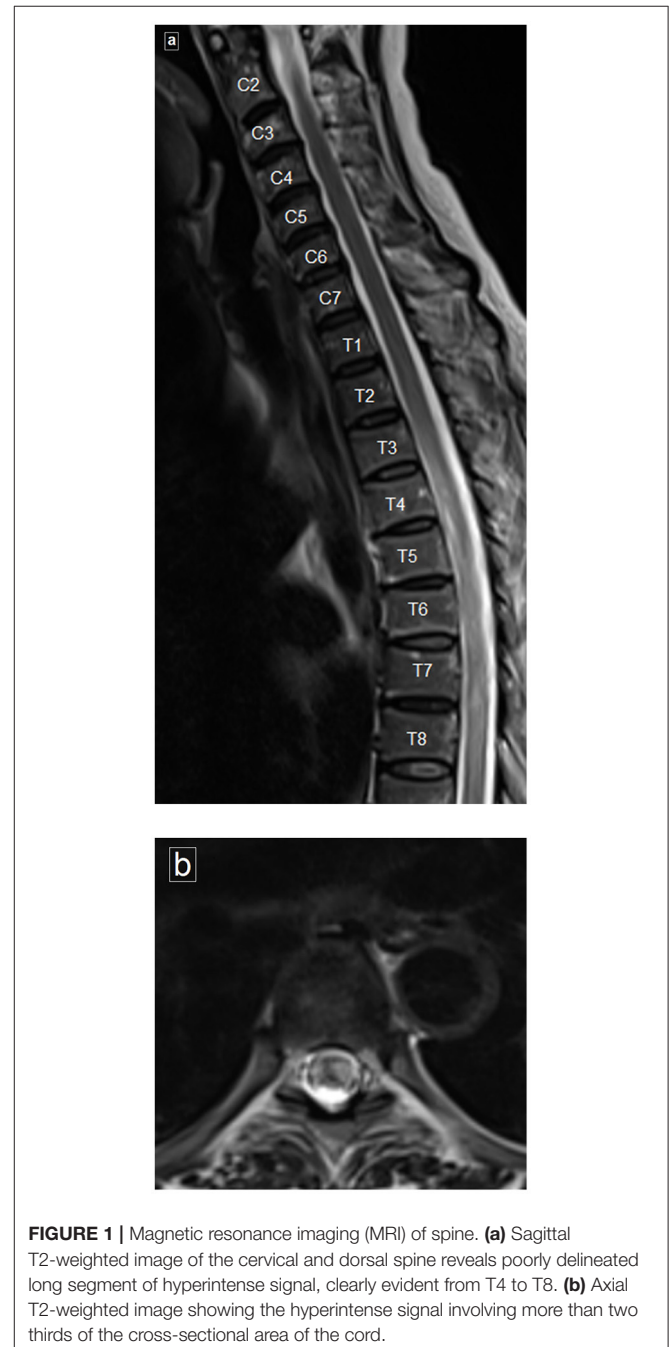 a
C2
C3
C4
C5
C6
C7
T1
T2
T3
T4
T5
T6
T7
T8
b
FIGURE 1 | Magnetic resonance imaging (MRI) of spine. (a) Sagittal
T2-weighted image of the cervical and dorsal spine reveals poorly delineated
long segment of hyperintense signal, clearly evident from T4 to T8. (b) Axial
T2-weighted image showing the hyperintense signal involving more than two
thirds of the cross-sectional area of the cord.